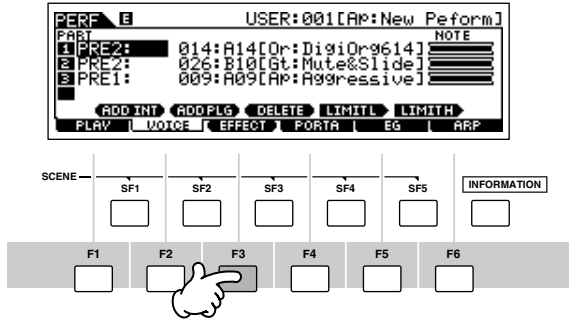 PERF E USER:001[AP:New Peform]
PART NOTE
1 PRE2: 014:A14[Or:DigiOrg614]
2 PRE2: 026:B10[Gt:Mute&Slide]
3 PRE1: 009:A09[AP:Aggressive]
ADD INT ADD PLG DELETE LIMIT L LIMIT H
PLAY VOICE EFFECT PORTA EG ARP
SCENE SF1 SF2 SF3 SF4 SF5 INFORMATION
F1 F2 F3 F4 F5 F6